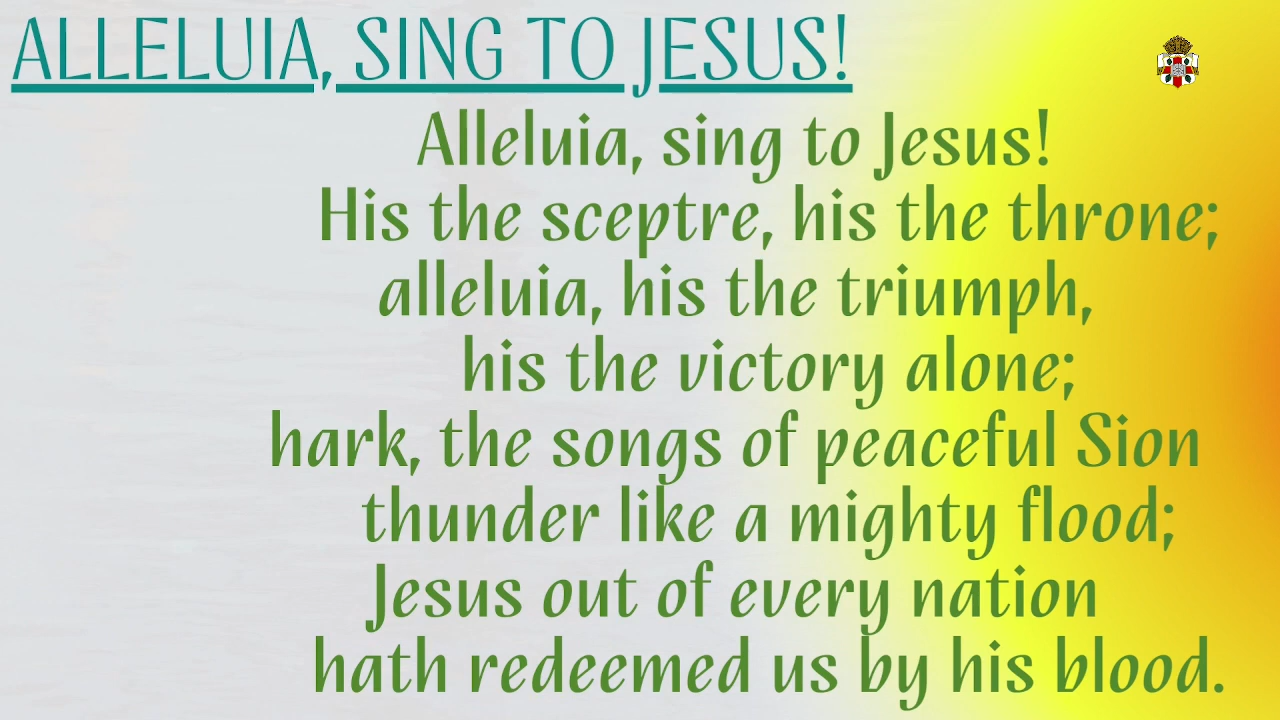 ALLELUIA, SING TO JESUS!
Alleluia, sing to Jesus!
His the sceptre, his the throne;
alleluia, his the triumph,
his the victory alone;
hark, the songs of peaceful Sion
thunder like a mighty flood;
Jesus out of every nation
hath redeemed us by his blood.